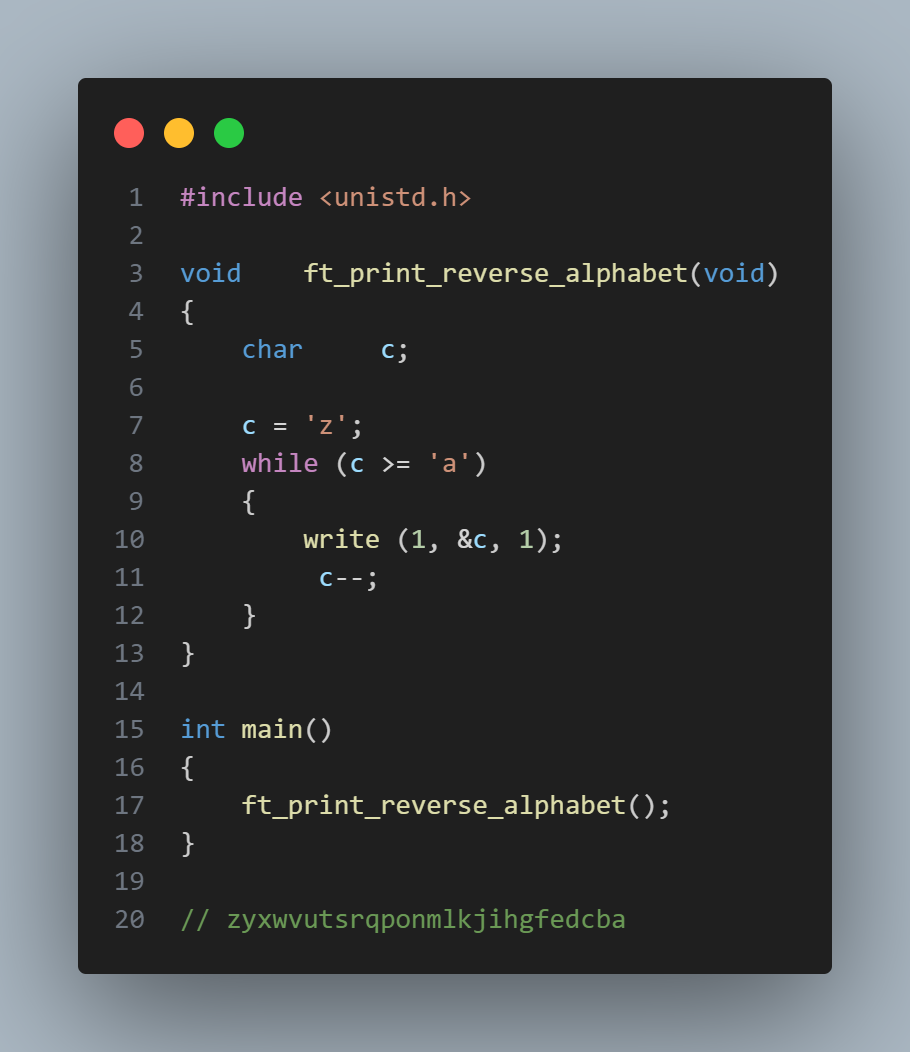 1 #include <unistd.h>
2
3 void    ft_print_reverse_alphabet(void)
4 {
5     char     c;
6
7     c = 'z';
8     while (c >= 'a')
9     {
10         write (1, &c, 1);
11          c--;
12     }
13 }
14
15 int main()
16 {
17     ft_print_reverse_alphabet();
18 }
19
20 // zyxwvutsrqponmlkjihgfedcba